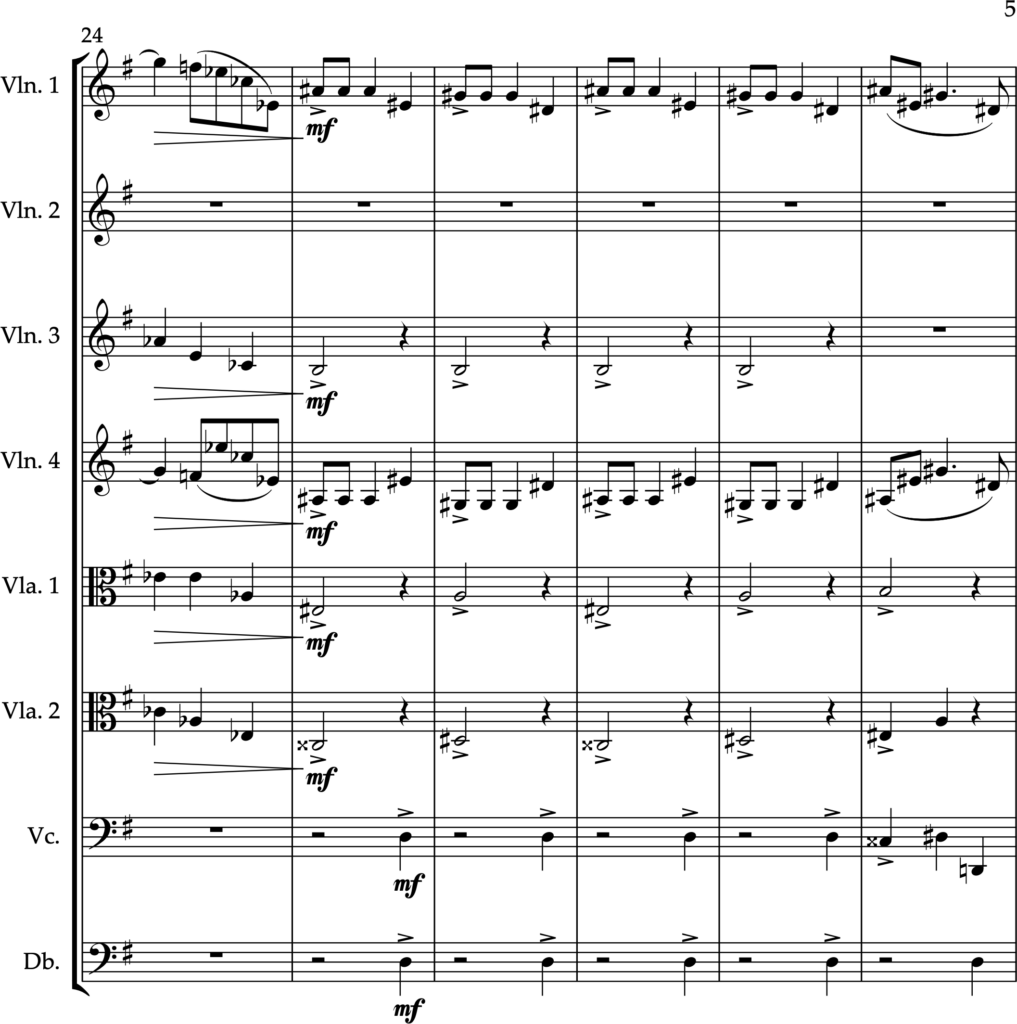 5
24
Vln. 1
mf
Vln. 2
Vln. 3
mf
Vln. 4
mf
Vla. 1
mf
Vla. 2
mf
Vc.
mf
Db.
mf